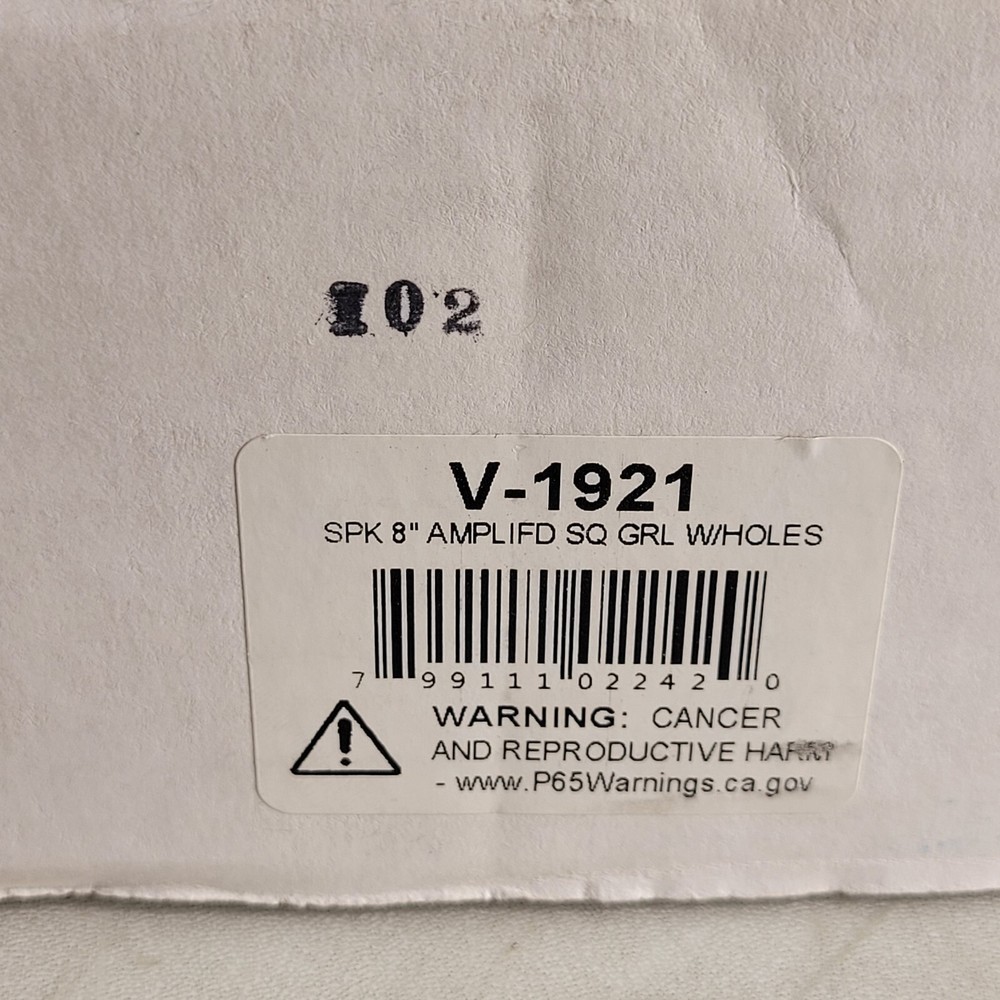 102
V-1921
SPK 8" AMPLIFD SQ GRL W/HOLES
7 99111 02242 0
WARNING: CANCER
AND REPRODUCTIVE HARM
- www.P65Warnings.ca.gov